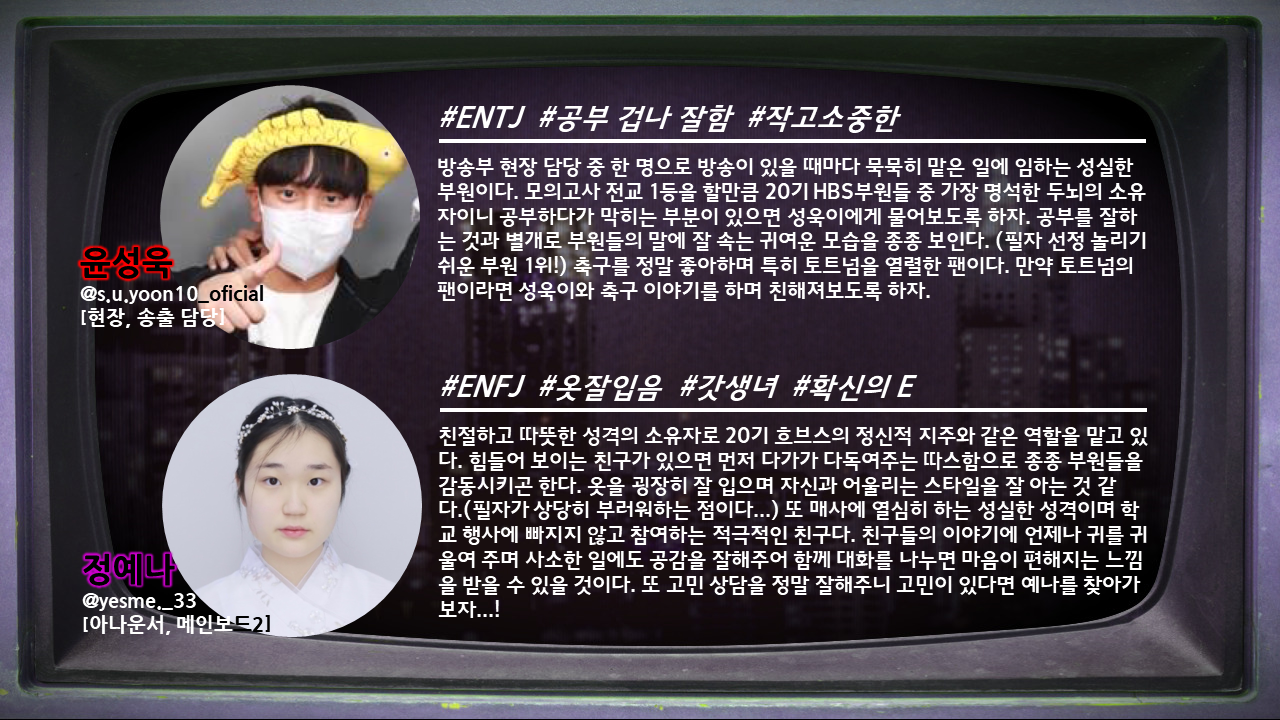 #ENTJ #공부 겁나 잘함 #작고소중한
방송부 현장 담당 중 한 명으로 방송이 있을 때마다 묵묵히 맡은 일에 임하는 성실한
부원이다. 모의고사 전교 1등을 할만큼 20기 HBS부원들 중 가장 명석한 두뇌의 소유
자이니 공부하다가 막히는 부분이 있으면 성욱이에게 물어보도록 하자. 공부를 잘하
는 것과 별개로 부원들의 말에 잘 속는 귀여운 모습을 종종 보인다. (필자 선정 놀리기
쉬운 부원 1위!) 축구를 정말 좋아하며 특히 토트넘을 열렬한 팬이다. 만약 토트넘의
팬이라면 성욱이와 축구 이야기를 하며 친해져보도록 하자.
윤성욱
@s.u.yoon10_oficial
[현장, 송출 담당]
#ENFJ #옷잘입음 #갓생녀 #확신의 E
친절하고 따뜻한 성격의 소유자로 20기 흐브스의 정신적 지주와 같은 역할을 맡고 있
다. 힘들어 보이는 친구가 있으면 먼저 다가가 다독여주는 따스함으로 종종 부원들을
감동시키곤 한다. 옷을 굉장히 잘 입으며 자신과 어울리는 스타일을 잘 아는 것 같
다.(필자가 상당히 부러워하는 점이다...) 또 매사에 열심히 하는 성실한 성격이며 학
교 행사에 빠지지 않고 참여하는 적극적인 친구다. 친구들의 이야기에 언제나 귀를 귀
울여 주며 사소한 일에도 공감을 잘해주어 함께 대화를 나누면 마음이 편해지는 느낌
을 받을 수 있을 것이다. 또 고민 상담을 정말 잘해주니 고민이 있다면 예나를 찾아가
보자...!
정예나
@yesme._33
[아나운서, 메인보드2]